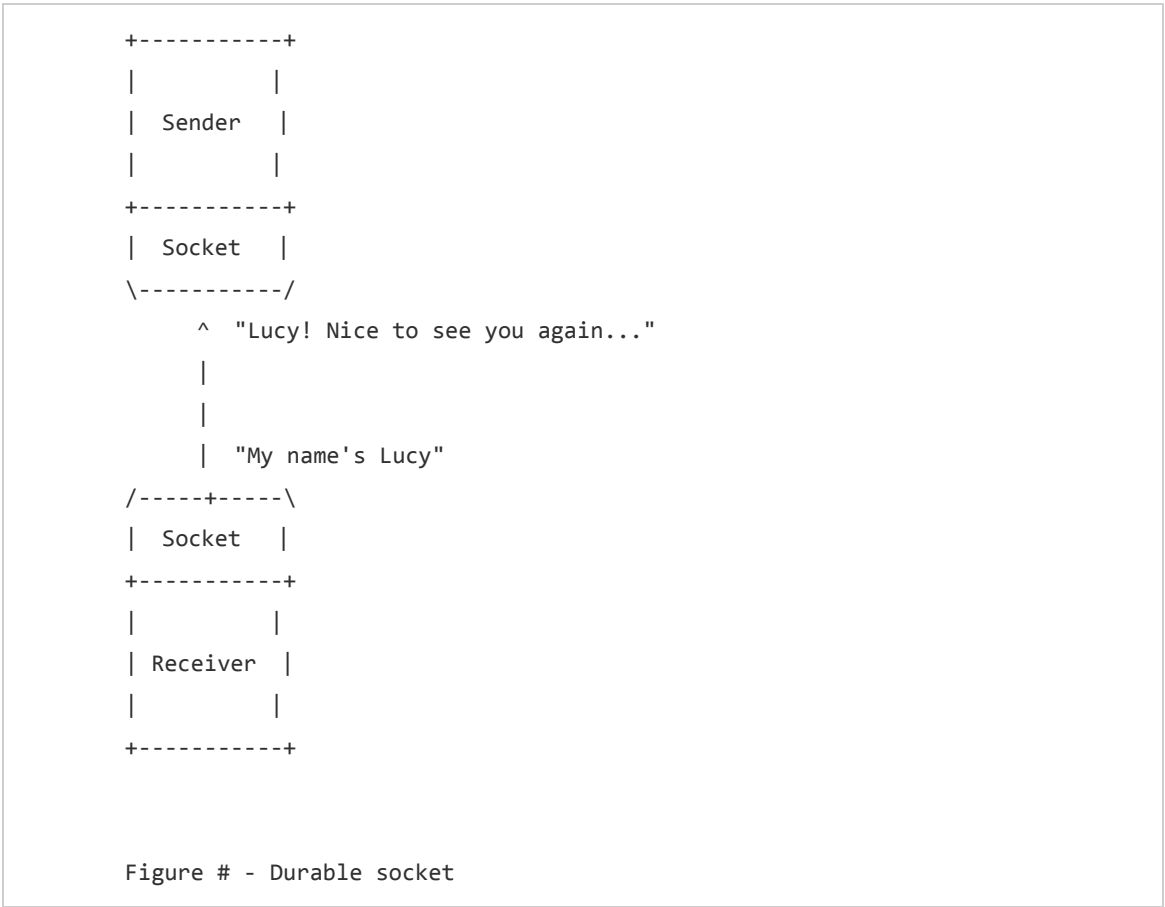 +-----------+
|           |
|  Sender   |
|           |
+-----------+
|  Socket   |
\-----------/
      ^  "Lucy! Nice to see you again..."
      |
      |
      |  "My name's Lucy"
/-----+-----\
|  Socket   |
+-----------+
|           |
| Receiver  |
|           |
+-----------+
Figure # - Durable socket